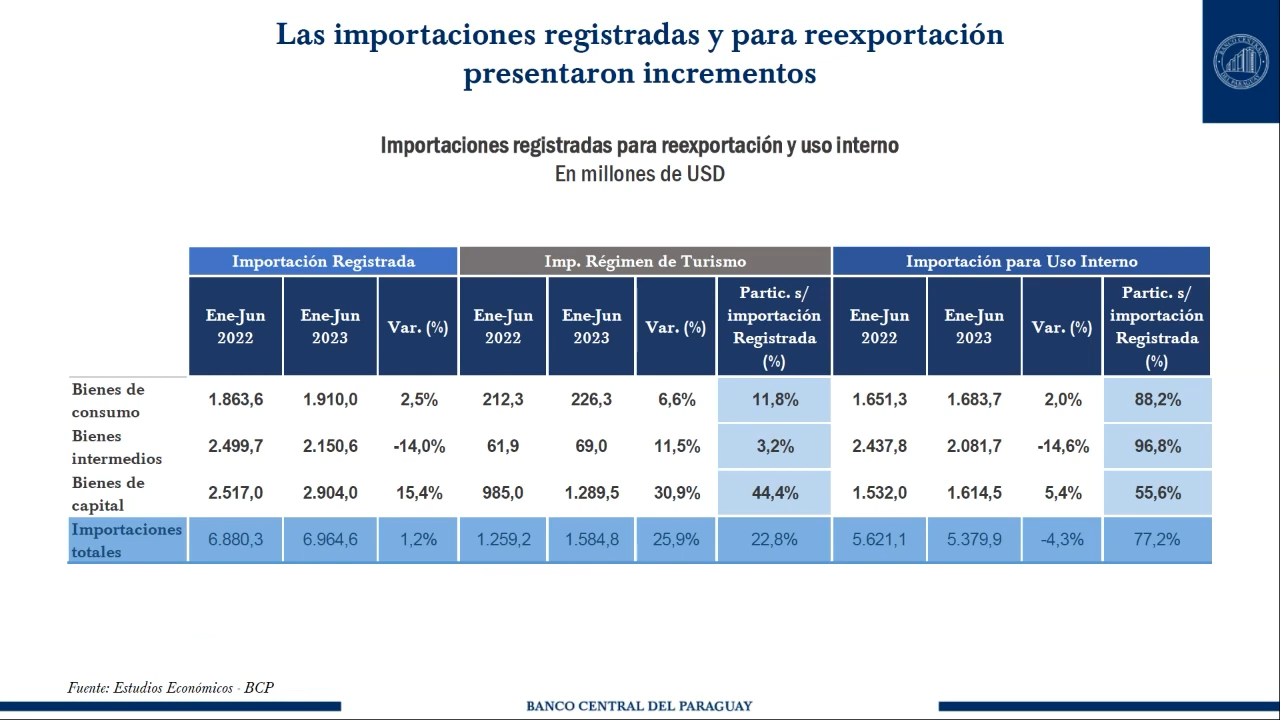 Las importaciones registradas y para reexportación
presentaron incrementos
BANCO CENTRAL
DEL PARAGUAY
Importaciones registradas para reexportación y uso interno
En millones de USD
Importación Registrada Imp. Régimen de Turismo Importación para Uso Interno
Ene-Jun 2022 Ene-Jun 2023 Var. (%) Ene-Jun 2022 Ene-Jun 2023 Var. (%) Partic. s/ importación Registrada (%) Ene-Jun 2022 Ene-Jun 2023 Var. (%) Partic. s/ importación Registrada (%)
Bienes de consumo 1.863,6 1.910,0 2,5% 212,3 226,3 6,6% 11,8% 1.651,3 1.683,7 2,0% 88,2%
Bienes intermedios 2.499,7 2.150,6 -14,0% 61,9 69,0 11,5% 3,2% 2.437,8 2.081,7 -14,6% 96,8%
Bienes de capital 2.517,0 2.904,0 15,4% 985,0 1.289,5 30,9% 44,4% 1.532,0 1.614,5 5,4% 55,6%
Importaciones totales 6.880,3 6.964,6 1,2% 1.259,2 1.584,8 25,9% 22,8% 5.621,1 5.379,9 -4,3% 77,2%
Fuente: Estudios Económicos - BCP
BANCO CENTRAL DEL PARAGUAY